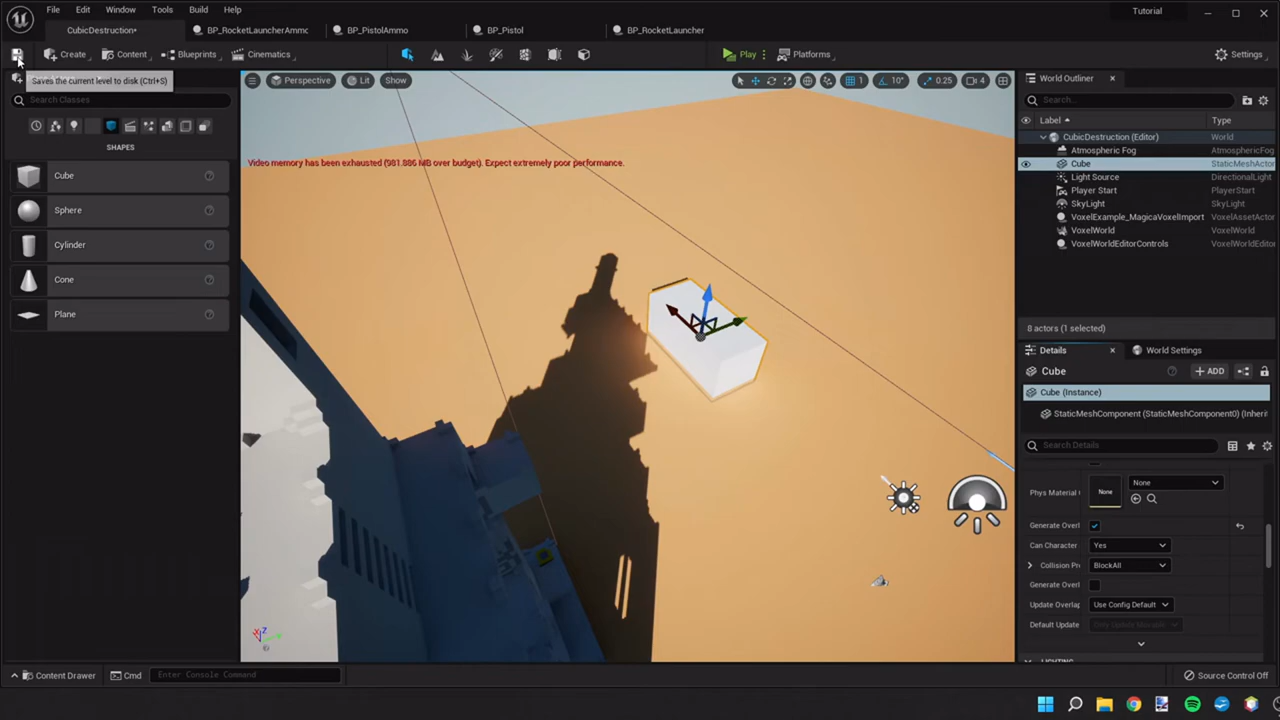 File Edit Window Tools Build Help
Tutorial
CubicDestruction* BP_RocketLauncherAmmo BP_PistolAmmo BP_Pistol BP_RocketLauncher
Create Content Blueprints Cinematics Play Platforms Settings
Saves the current level to disk (Ctrl+S)
Search Classes
SHAPES
Cube
Sphere
Cylinder
Cone
Plane
Perspective Lit Show
1 10° 0.25 4
Video memory has been exhausted (981.886 MB over budget). Expect extremely poor performance.
X Z
World Outliner
Search...
Label Type
CubicDestruction (Editor) World
Atmospheric Fog AtmosphericFog
Cube StaticMeshActor
Light Source DirectionalLight
Player Start PlayerStart
SkyLight SkyLight
VoxelExample_MagicaVoxelImport VoxelAssetActor
VoxelWorld VoxelWorld
VoxelWorldEditorControls VoxelWorldEditor
8 actors (1 selected)
Details World Settings
Cube ADD
Cube (Instance)
StaticMeshComponent (StaticMeshComponent0) (Inherit
Search Details
Phys Material None None
Generate Overl
Can Character Yes
Collision Pre BlockAll
Generate Overl
Update Overlap Use Config Default
Default Update Only Update Movable
LIGHTING
Content Drawer Cmd Enter Console Command Source Control Off